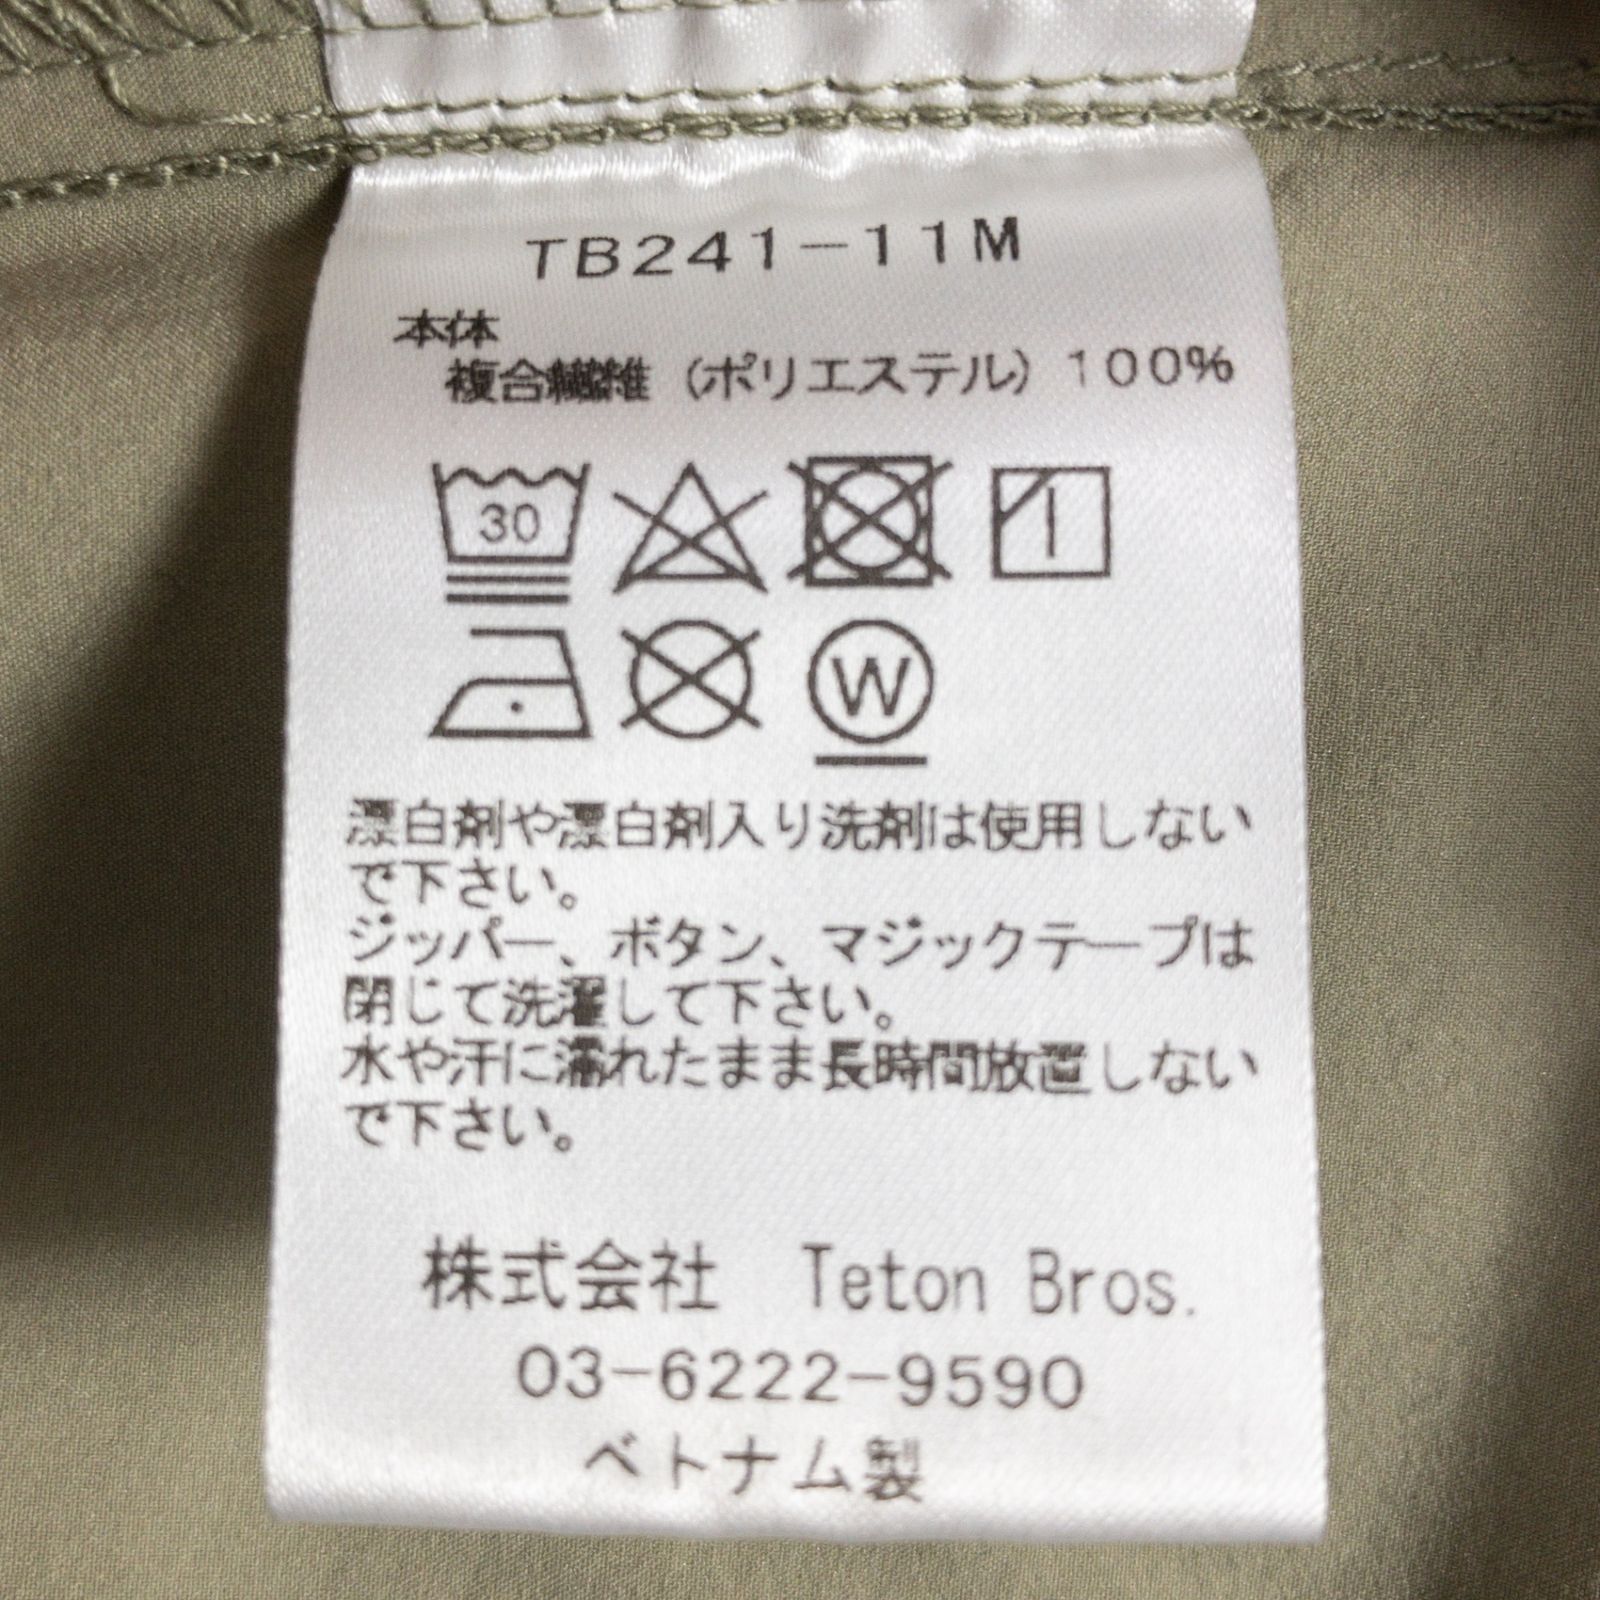 TB241-11M
本体
複合繊維 (ポリエステル) 100%
30
W
漂白剤や漂白剤入り洗剤は使用しない
で下さい。
ジッパー、ボタン、マジックテープは
閉じて洗濯して下さい。
水や汗に濡れたまま長時間放置しない
で下さい。
株式会社 Teton Bros.
03-6222-9590
ベトナム製